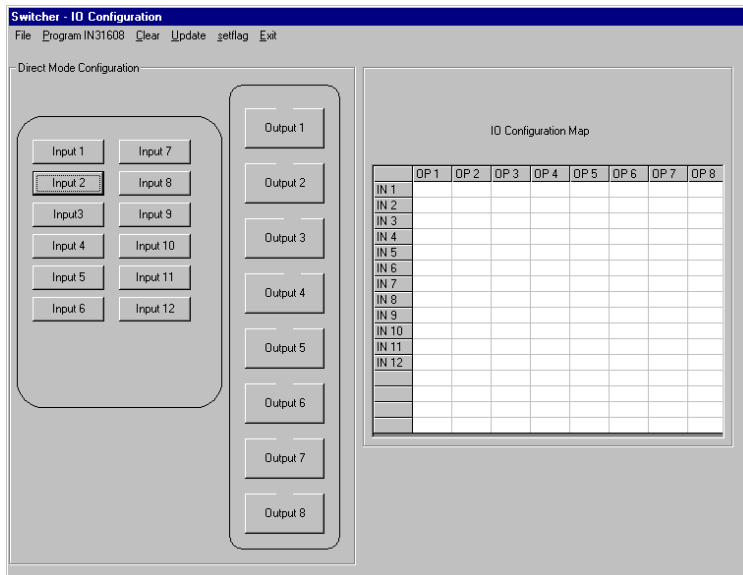 Switcher - IO Configuration
File Program IN31608 Clear Update setflag Exit
Direct Mode Configuration
Input 1 Input 7
Input 2 Input 8
Input3 Input 9
Input 4 Input 10
Input 5 Input 11
Input 6 Input 12
Output 1
Output 2
Output 3
Output 4
Output 5
Output 6
Output 7
Output 8
IO Configuration Map
OP 1 OP 2 OP 3 OP 4 OP 5 OP 6 OP 7 OP 8
IN 1
IN 2
IN 3
IN 4
IN 5
IN 6
IN 7
IN 8
IN 9
IN 10
IN 11
IN 12